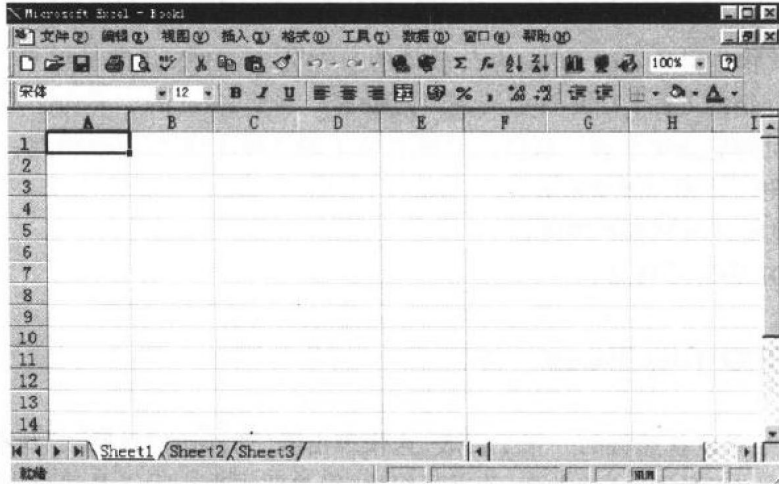 Microsoft Excel - Book1
文件(F) 编辑(E) 视图(V) 插入(I) 格式(O) 工具(T) 数据(D) 窗口(W) 帮助(H)
Σ fx 100%
宋体 12 B I U % ,
A B C D E F G H I
1
2
3
4
5
6
7
8
9
10
11
12
13
14
Sheet1 Sheet2 Sheet3
就绪